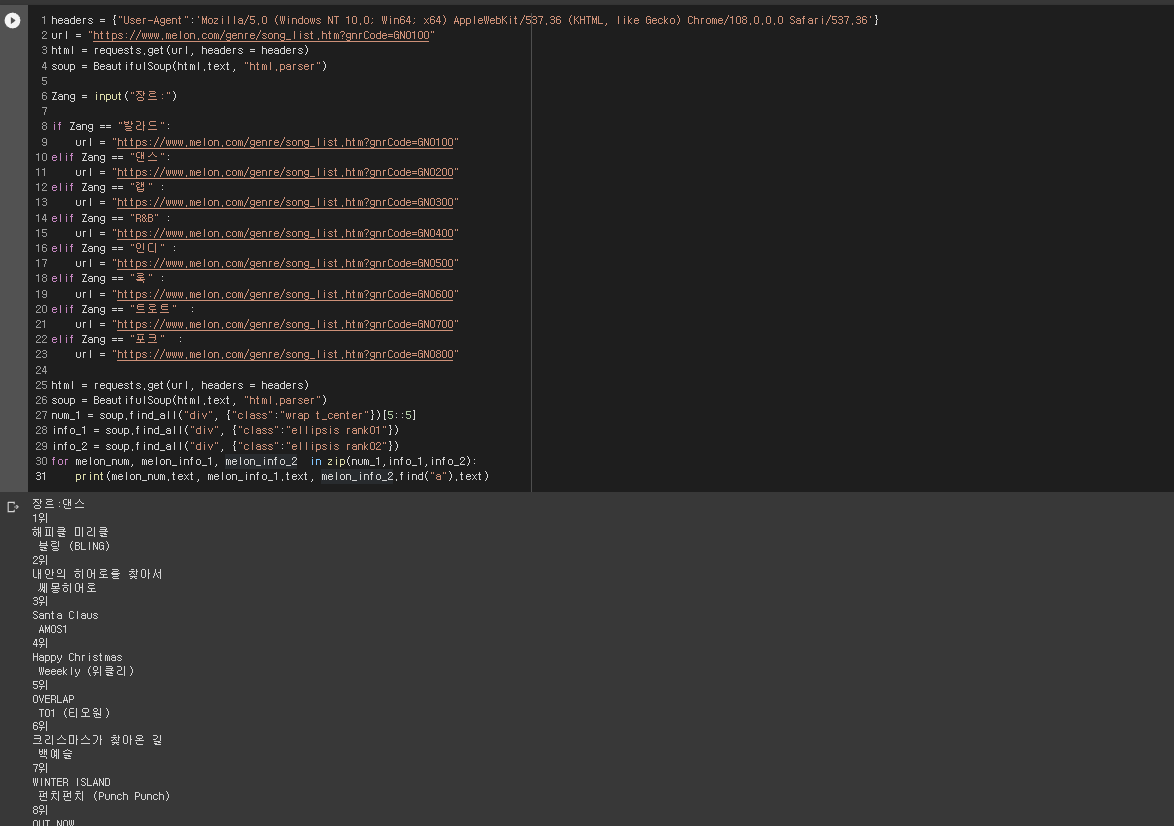 1 headers = {"User-Agent":'Mozilla/5.0 (Windows NT 10.0; Win64; x64) AppleWebKit/537.36 (KHTML, like Gecko) Chrome/108.0.0.0 Safari/537.36'}
2 url = "https://www.melon.com/genre/song_list.htm?gnrCode=GN0100"
3 html = requests.get(url, headers = headers)
4 soup = BeautifulSoup(html.text, "html.parser")
5
6 Zang = input("장르:")
7
8 if Zang == "발라드":
9     url = "https://www.melon.com/genre/song_list.htm?gnrCode=GN0100"
10 elif Zang == "댄스":
11     url = "https://www.melon.com/genre/song_list.htm?gnrCode=GN0200"
12 elif Zang == "랩" :
13     url = "https://www.melon.com/genre/song_list.htm?gnrCode=GN0300"
14 elif Zang == "R&B" :
15     url = "https://www.melon.com/genre/song_list.htm?gnrCode=GN0400"
16 elif Zang == "인디" :
17     url = "https://www.melon.com/genre/song_list.htm?gnrCode=GN0500"
18 elif Zang == "록" :
19     url = "https://www.melon.com/genre/song_list.htm?gnrCode=GN0600"
20 elif Zang == "트로트"  :
21     url = "https://www.melon.com/genre/song_list.htm?gnrCode=GN0700"
22 elif Zang == "포크"  :
23     url = "https://www.melon.com/genre/song_list.htm?gnrCode=GN0800"
24
25 html = requests.get(url, headers = headers)
26 soup = BeautifulSoup(html.text, "html.parser")
27 num_1 = soup.find_all("div", {"class":"wrap t_center"})[5::5]
28 info_1 = soup.find_all("div", {"class":"ellipsis rank01"})
29 info_2 = soup.find_all("div", {"class":"ellipsis rank02"})
30 for melon_num, melon_info_1, melon_info_2  in zip(num_1,info_1,info_2):
31     print(melon_num.text, melon_info_1.text, melon_info_2.find("a").text)
장르:댄스
1위
해피클 미리클
블링 (BLING)
2위
내안의 히어로를 찾아서
쎄몽히어로
3위
Santa Claus
AMOS1
4위
Happy Christmas
Weeekly (위클리)
5위
OVERLAP
TO1 (티오원)
6위
크리스마스가 찾아온 길
백예슬
7위
WINTER ISLAND
펀치펀치 (Punch Punch)
8위
OUT NOW